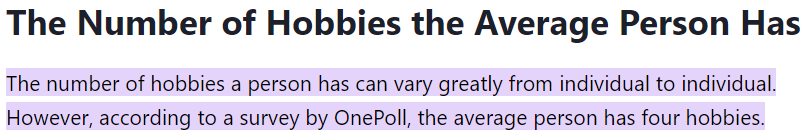 The Number of Hobbies the Average Person Has
The number of hobbies a person has can vary greatly from individual to individual.
However, according to a survey by OnePoll, the average person has four hobbies.